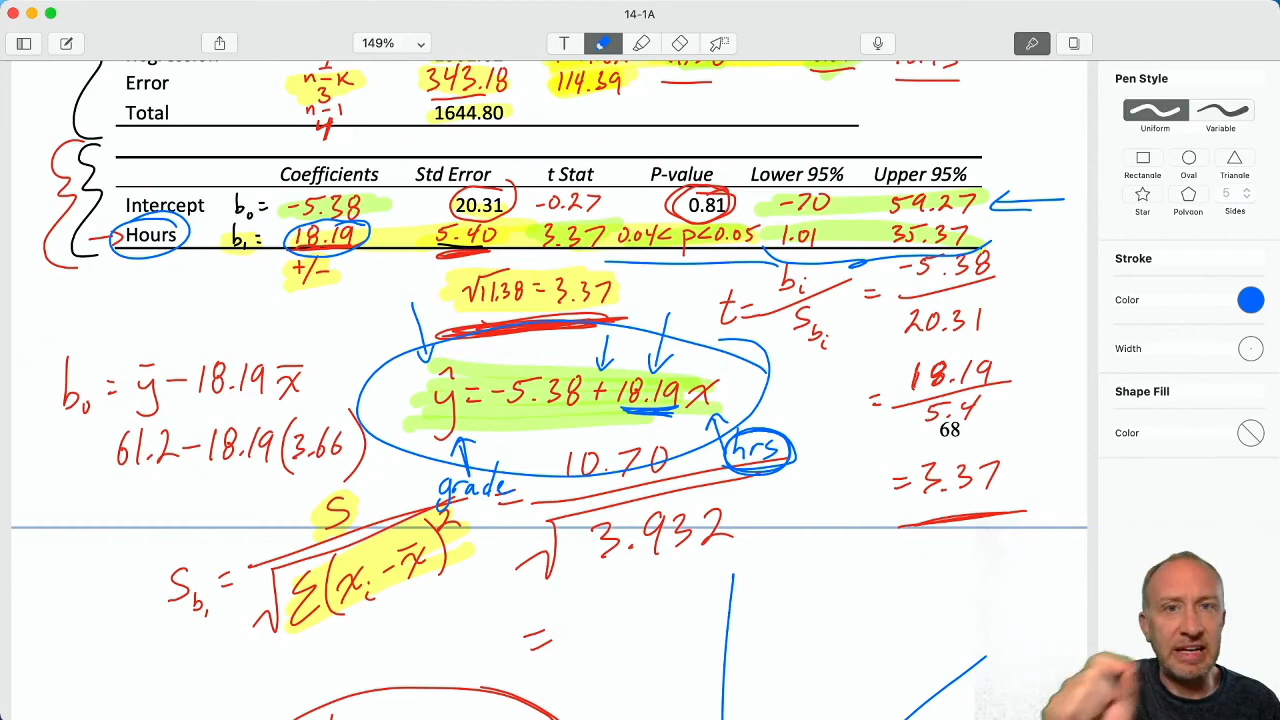 14-1A
149%
Pen Style
Error n-K 343.18 114.39
3
Total n-1 1644.80
4
Uniform Variable
Rectangle Oval Triangle
Star Polygon 5 Sides
Coefficients Std Error t Stat P-value Lower 95% Upper 95%
Intercept b₀ = -5.38 20.31 -0.27 0.81 -70 59.27
Hours b₁ = 18.19 5.40 3.37 0.04< p<0.05 1.01 35.37
+/-
√11.38 = 3.37
t = bᵢ / S_bᵢ = -5.38 / 20.31
= 18.19 / 5.4
68
= 3.37
b₀ = ȳ - 18.19 x̄
61.2 - 18.19 (3.66)
ŷ = -5.38 + 18.19 x
grade
hrs
S_b₁ = S / √Σ(xᵢ - x̄)² = 10.70 / √3.932
=
Stroke
Color
Width
Shape Fill
Color